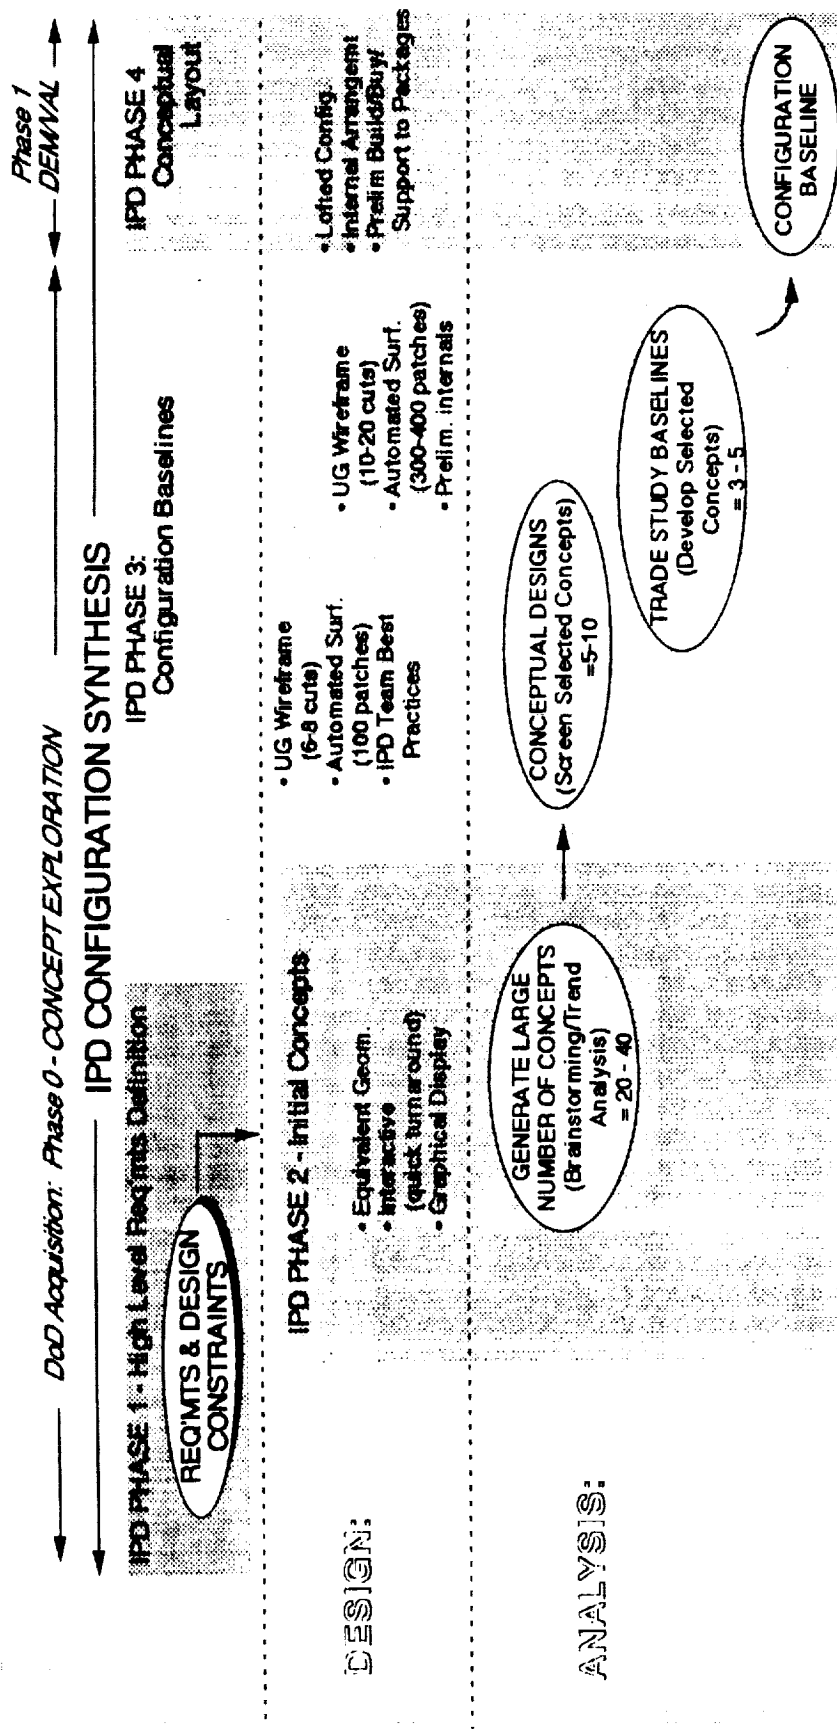 Phase 1
DoD Acquisition: Phase 0 - CONCEPT EXPLORATION
DEM/VAL
IPD CONFIGURATION SYNTHESIS
IPD PHASE 1 - High Level Req'mts Definition
REQ'MTS & DESIGN
CONSTRAINTS
IPD PHASE 3:
Configuration Baselines
IPD PHASE 4
Conceptual
Layout
DESIGN:
IPD PHASE 2 - Initial Concepts
• Equivalent Geom.
• Interactive
(quick turnaround)
• Graphical Display
• UG Wireframe
(6-8 cuts)
• Automated Surf.
(100 patches)
• IPD Team Best
Practices
• UG Wireframe
(10-20 cuts)
• Automated Surf.
(300-400 patches)
• Prelim. internals
• Lofted Config.
• Internal Arrangemt
• Prelim Build/Buy/
Support to Packages
ANALYSIS:
GENERATE LARGE
NUMBER OF CONCEPTS
(Brainstorming/Trend
Analysis)
= 20 - 40
CONCEPTUAL DESIGNS
(Screen Selected Concepts)
=5-10
TRADE STUDY BASELINES
(Develop Selected
Concepts)
= 3 - 5
CONFIGURATION
BASELINE